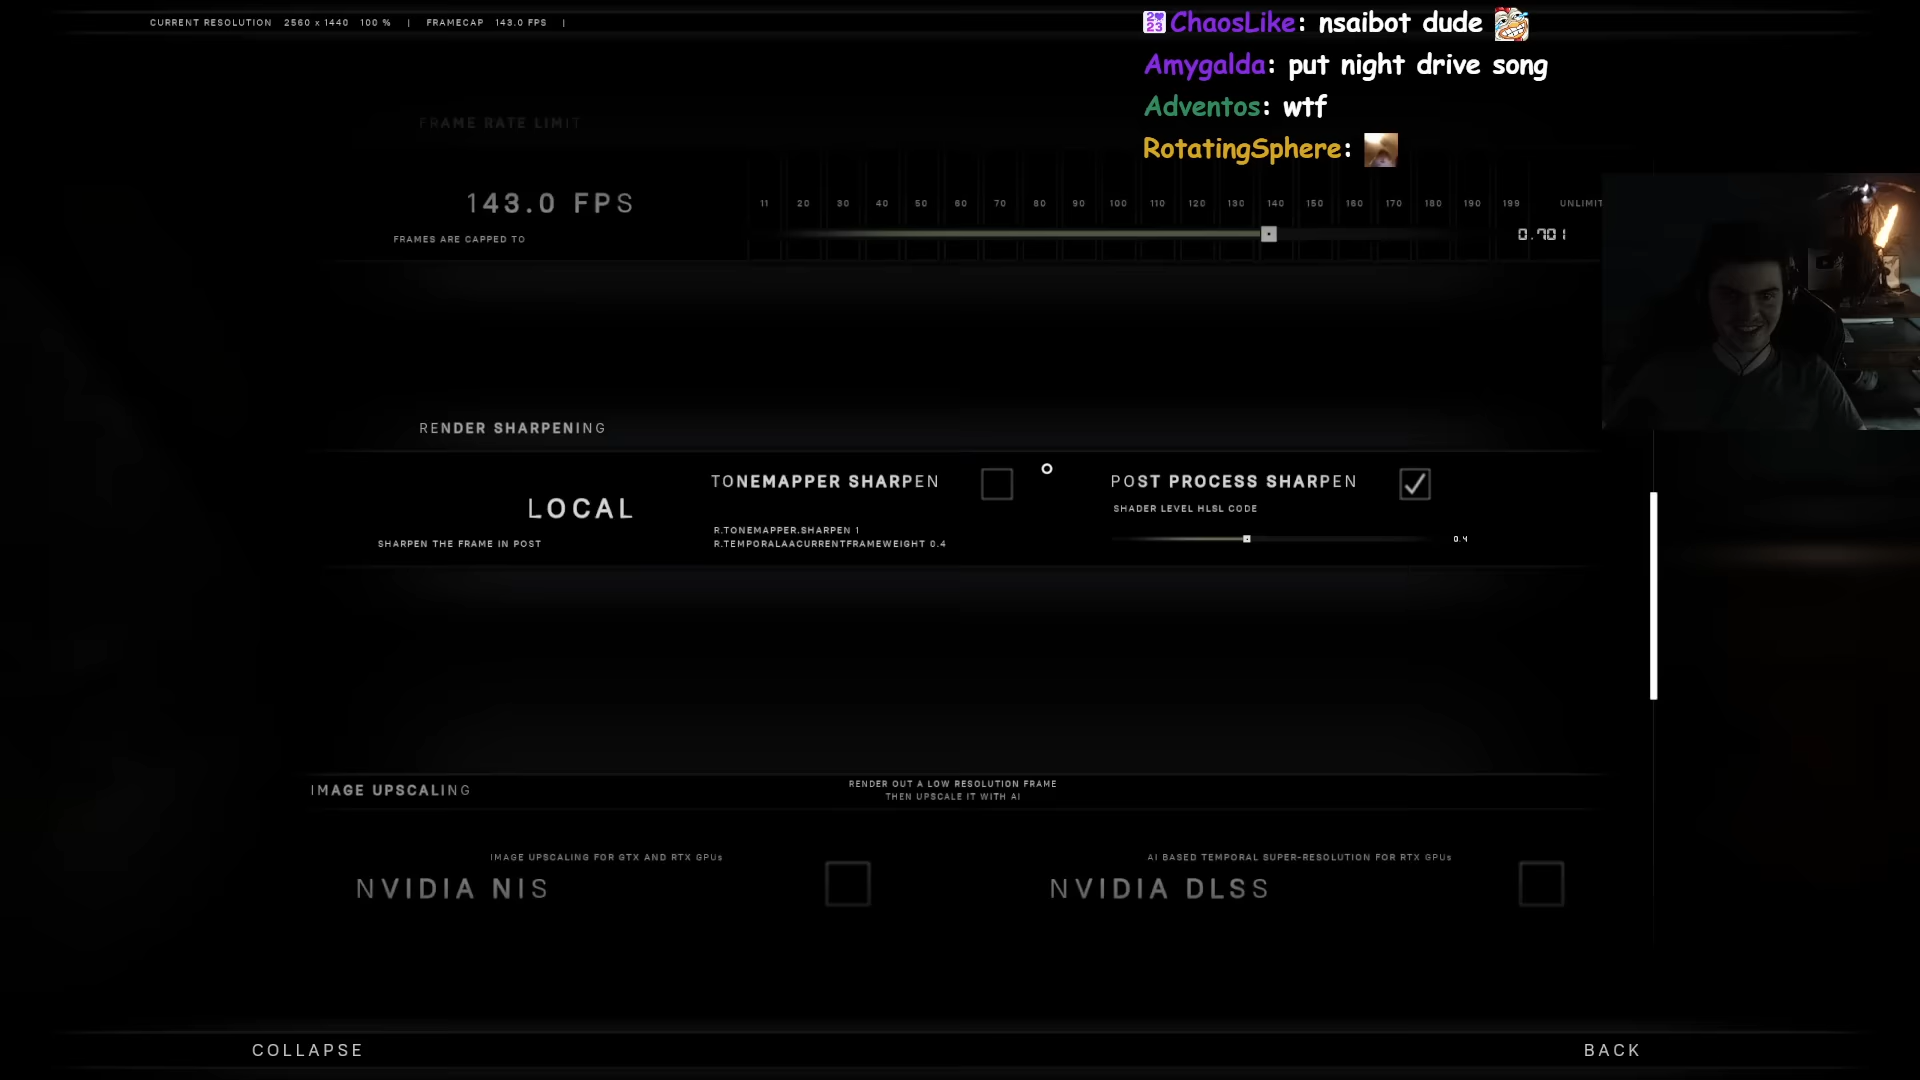 CURRENT RESOLUTION 2560 x 1440 100 % | FRAMECAP 143.0 FPS |
ChaosLike: nsaibot dude
Amygalda: put night drive song
Adventos: wtf
RotatingSphere:
FRAME RATE LIMIT
143.0 FPS
FRAMES ARE CAPPED TO
11 20 30 40 50 60 70 80 90 100 110 120 130 140 150 160 170 180 190 199 UNLIMIT
0.701
RENDER SHARPENING
LOCAL
SHARPEN THE FRAME IN POST
TONEMAPPER SHARPEN
R.TONEMAPPER.SHARPEN 1
R.TEMPORALAACURRENTFRAMEWEIGHT 0.4
POST PROCESS SHARPEN
SHADER LEVEL HLSL CODE
0.4
IMAGE UPSCALING
RENDER OUT A LOW RESOLUTION FRAME
THEN UPSCALE IT WITH AI
IMAGE UPSCALING FOR GTX AND RTX GPUs
NVIDIA NIS
AI BASED TEMPORAL SUPER-RESOLUTION FOR RTX GPUs
NVIDIA DLSS
COLLAPSE
BACK